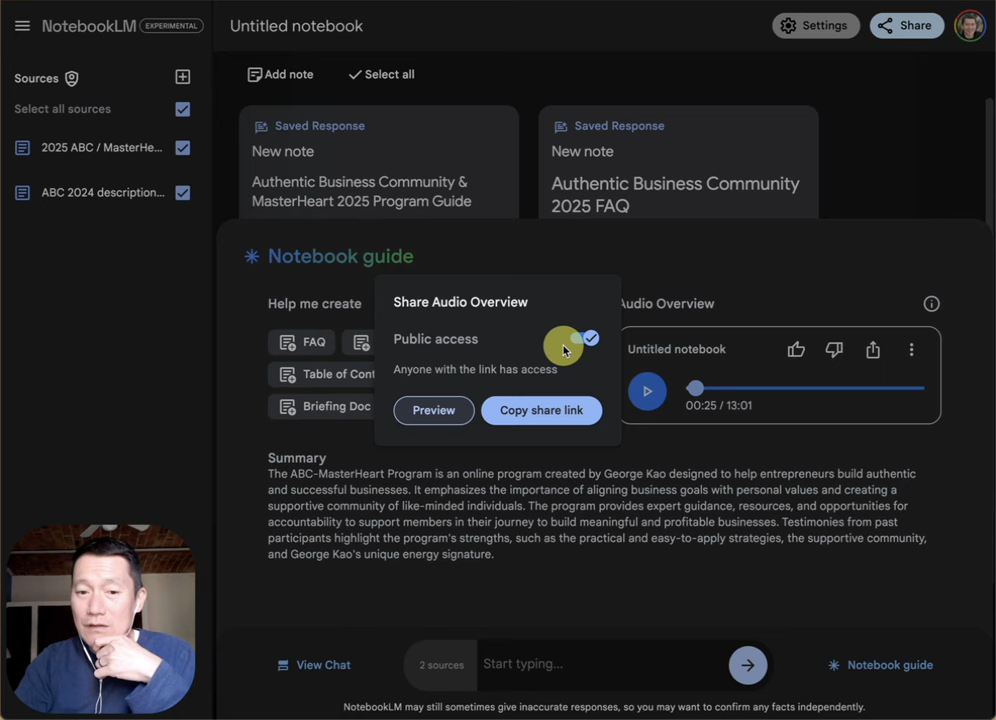 NotebookLM EXPERIMENTAL
Untitled notebook
Settings
Share
Sources
Select all sources
2025 ABC / MasterHe...
ABC 2024 description...
Add note
Select all
Saved Response
New note
Authentic Business Community &
MasterHeart 2025 Program Guide
Saved Response
New note
Authentic Business Community
2025 FAQ
Notebook guide
Help me create
FAQ
Table of Cont
Briefing Doc
Share Audio Overview
Public access
Anyone with the link has access
Preview
Copy share link
Audio Overview
Untitled notebook
00:25 / 13:01
Summary
The ABC-MasterHeart Program is an online program created by George Kao designed to help entrepreneurs build authentic
and successful businesses. It emphasizes the importance of aligning business goals with personal values and creating a
supportive community of like-minded individuals. The program provides expert guidance, resources, and opportunities for
accountability to support members in their journey to build meaningful and profitable businesses. Testimonies from past
participants highlight the program's strengths, such as the practical and easy-to-apply strategies, the supportive community,
and George Kao's unique energy signature.
View Chat
2 sources
Start typing...
Notebook guide
NotebookLM may still sometimes give inaccurate responses, so you may want to confirm any facts independently.